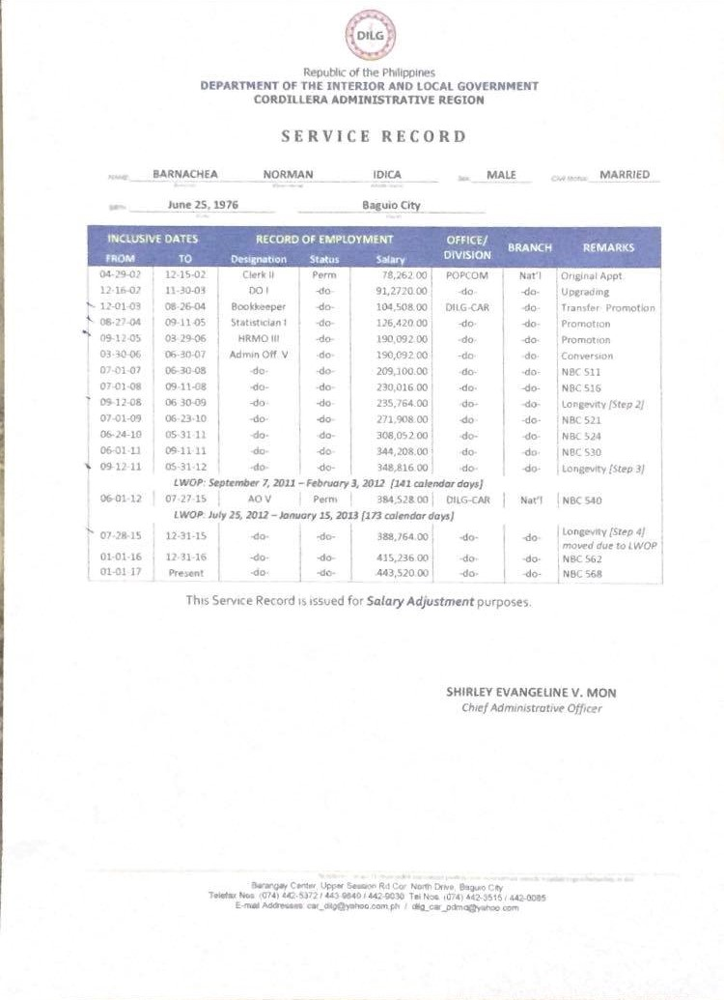 DILG
Republic of the Philippines
DEPARTMENT OF THE INTERIOR AND LOCAL GOVERNMENT
CORDILLERA ADMINISTRATIVE REGION
SERVICE RECORD
NAME: BARNACHEA NORMAN IDICA Sex: MALE Civil Status: MARRIED
BIRTH: June 25, 1976 Baguio City
INCLUSIVE DATES RECORD OF EMPLOYMENT OFFICE/ DIVISION BRANCH REMARKS
FROM TO Designation Status Salary
04-29-02 12-15-02 Clerk II Perm 78,262.00 POPCOM Nat'l Original Appt
12-16-02 11-30-03 DO I -do- 91,2720.00 -do- -do- Upgrading
12-01-03 08-26-04 Bookkeeper -do- 104,508.00 DILG-CAR -do- Transfer- Promotion
08-27-04 09-11-05 Statistician I -do- 126,420.00 -do- -do- Promotion
09-12-05 03-29-06 HRMO III -do- 190,092.00 -do- -do- Promotion
03-30-06 06-30-07 Admin Off. V -do- 190,092.00 -do- -do- Conversion
07-01-07 06-30-08 -do- -do- 209,100.00 -do- -do- NBC 511
07-01-08 09-11-08 -do- -do- 230,016.00 -do- -do- NBC 516
09-12-08 06 30-09 -do- -do- 235,764.00 -do- -do- Longevity [Step 2]
07-01-09 06-23-10 -do- -do- 271,908.00 -do- -do- NBC 521
06-24-10 05-31-11 -do- -do- 308,052.00 -do- -do- NBC 524
06-01-11 09-11-11 -do- -do- 344,208.00 -do- -do- NBC 530
09-12-11 05-31-12 -do- -do- 348,816.00 -do- -do- Longevity [Step 3]
LWOP: September 7, 2011 – February 3, 2012 [141 calendar days]
06-01-12 07-27-15 AO V Perm 384,528.00 DILG-CAR Nat'l NBC 540
LWOP: July 25, 2012 – January 15, 2013 [173 calendar days]
07-28-15 12-31-15 -do- -do- 388,764.00 -do- -do- Longevity [Step 4] moved due to LWOP
01-01-16 12-31-16 -do- -do- 415,236.00 -do- -do- NBC 562
01-01-17 Present -do- -do- 443,520.00 -do- -do- NBC 568
This Service Record is issued for Salary Adjustment purposes.
SHIRLEY EVANGELINE V. MON
Chief Administrative Officer
Barangay Center, Upper Session Rd Cor. North Drive, Baguio City
Telefax Nos. (074) 442-5372 / 443-9840 / 442-9030 Tel Nos. (074) 442-3515 / 442-0085
E-mail Addresses: car_dilg@yahoo.com.ph / dilg_car_pdmd@yahoo.com